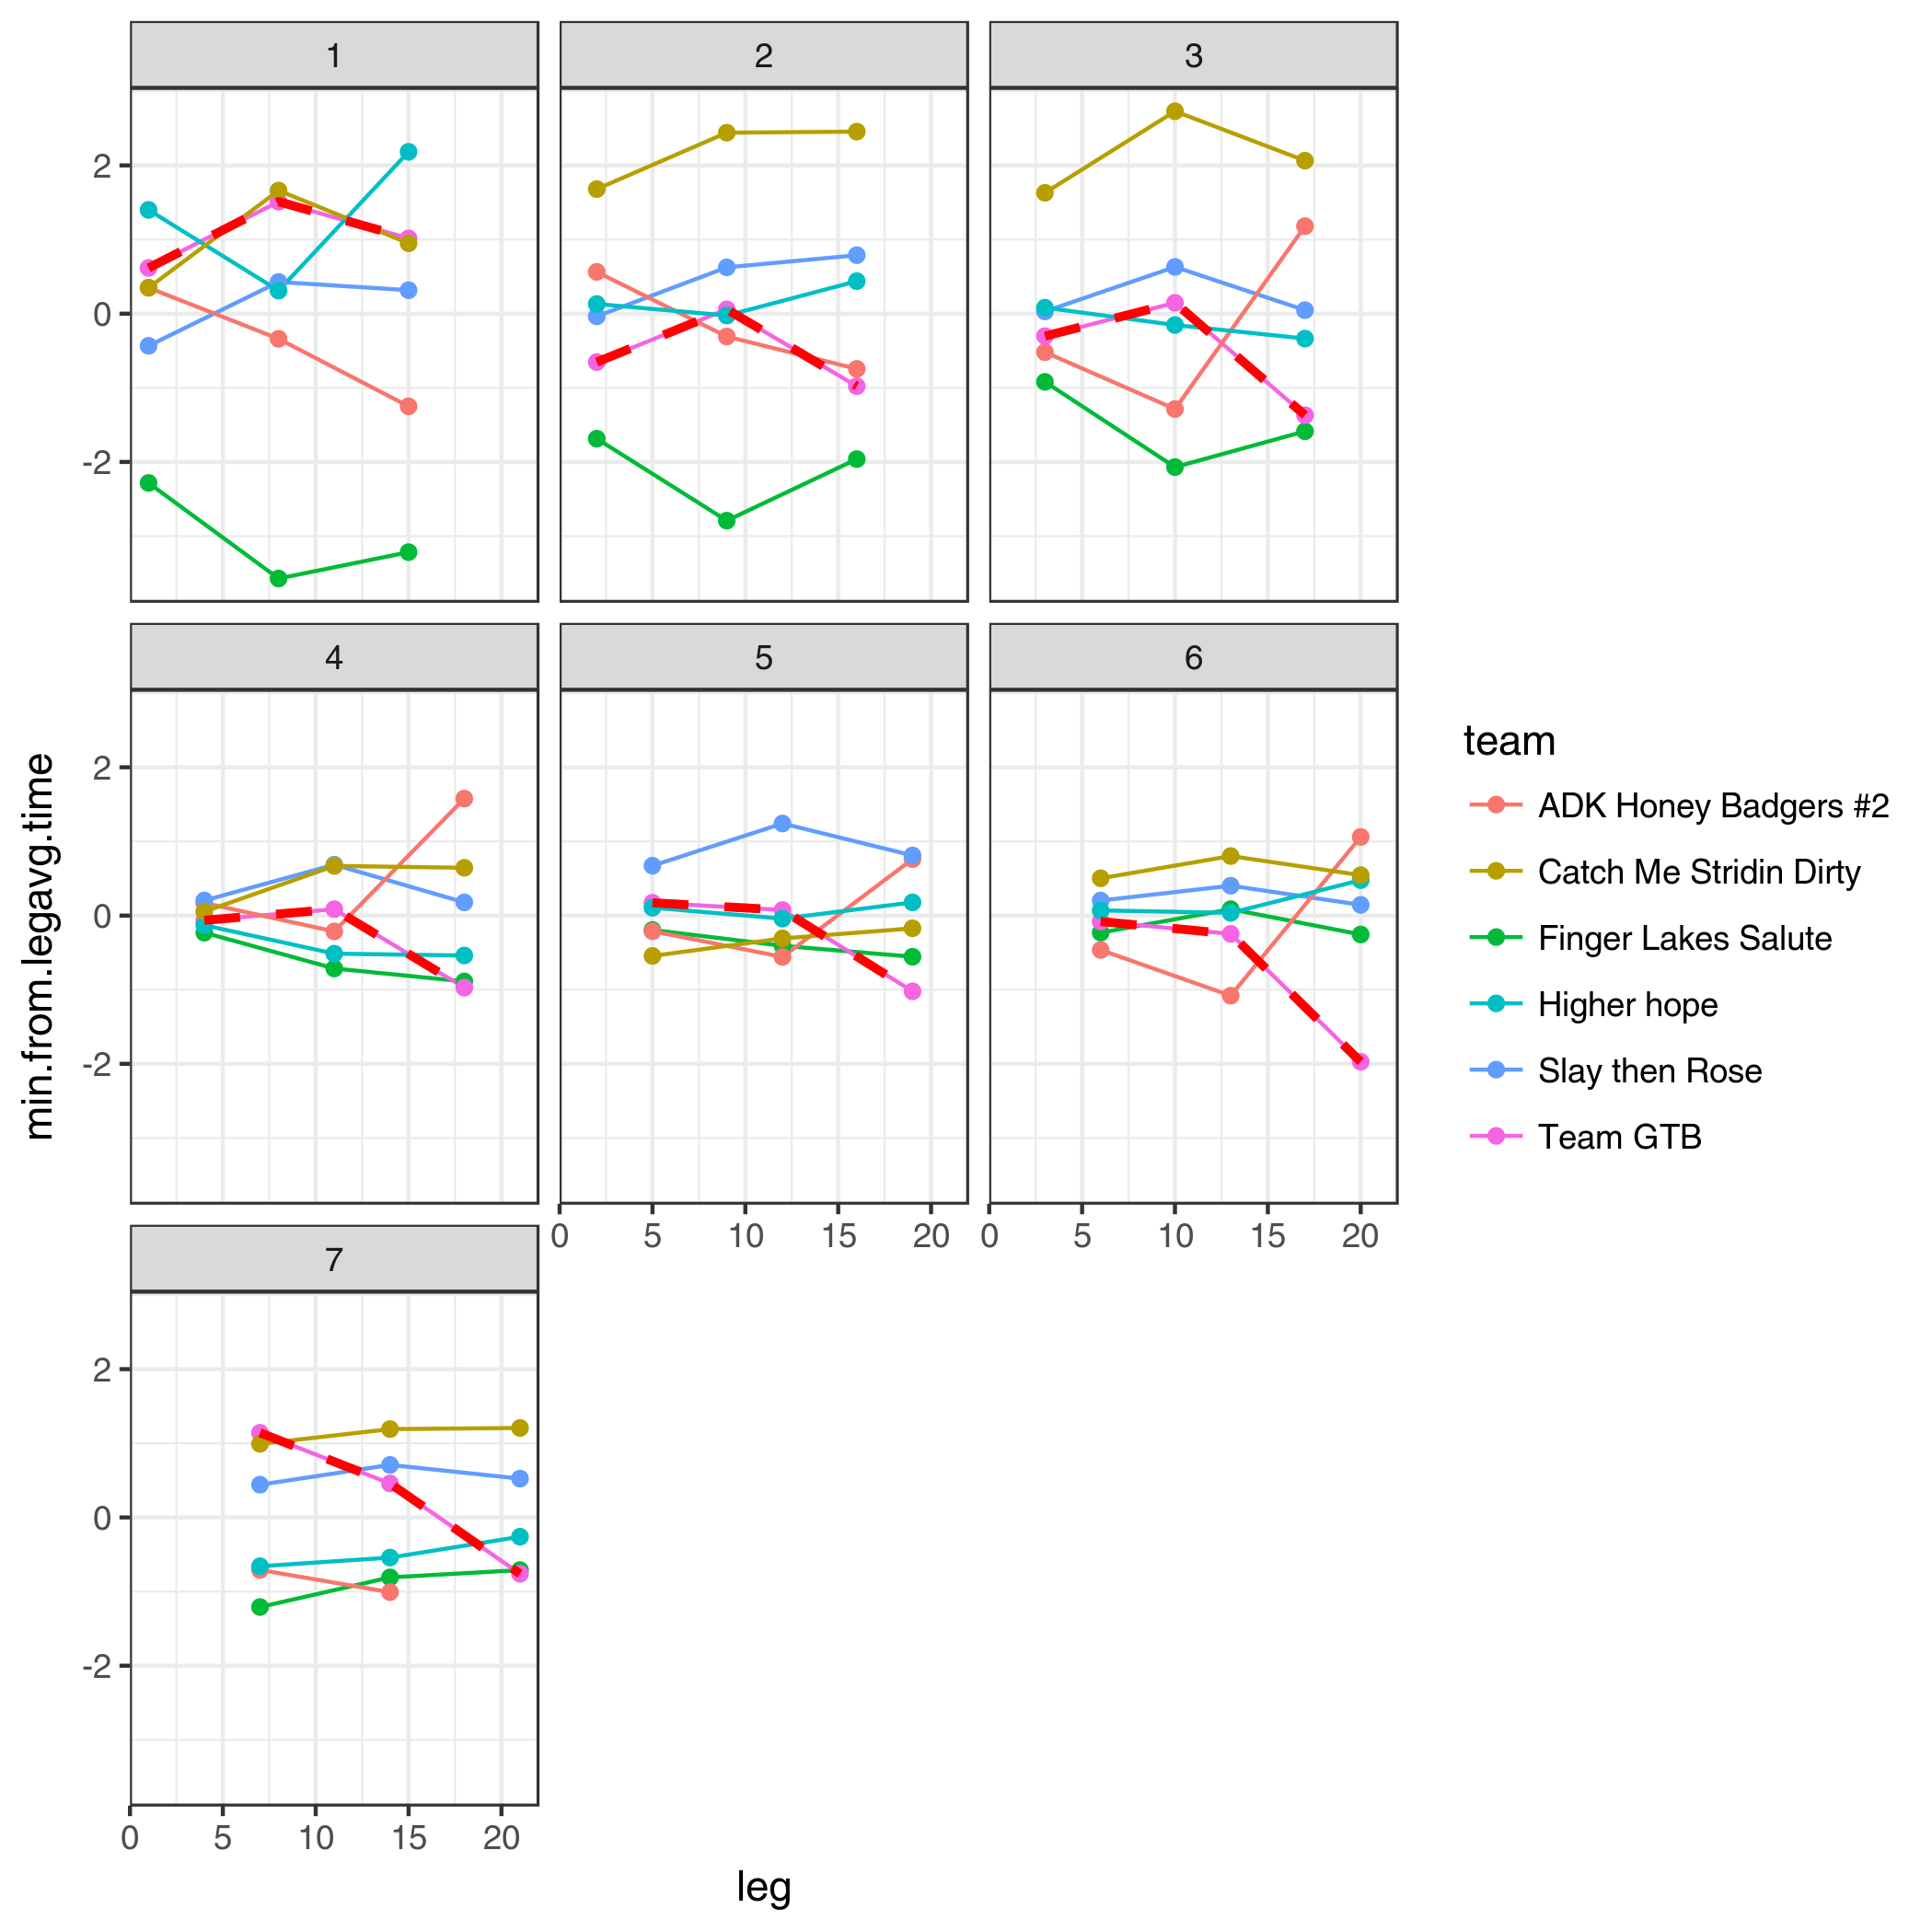 1
2
3
2
0
-2
4
5
6
2
0
-2
0 5 10 15 20
0 5 10 15 20
7
2
0
-2
0 5 10 15 20
leg
min.from.legavg.time
team
ADK Honey Badgers #2
Catch Me Stridin Dirty
Finger Lakes Salute
Higher hope
Slay then Rose
Team GTB